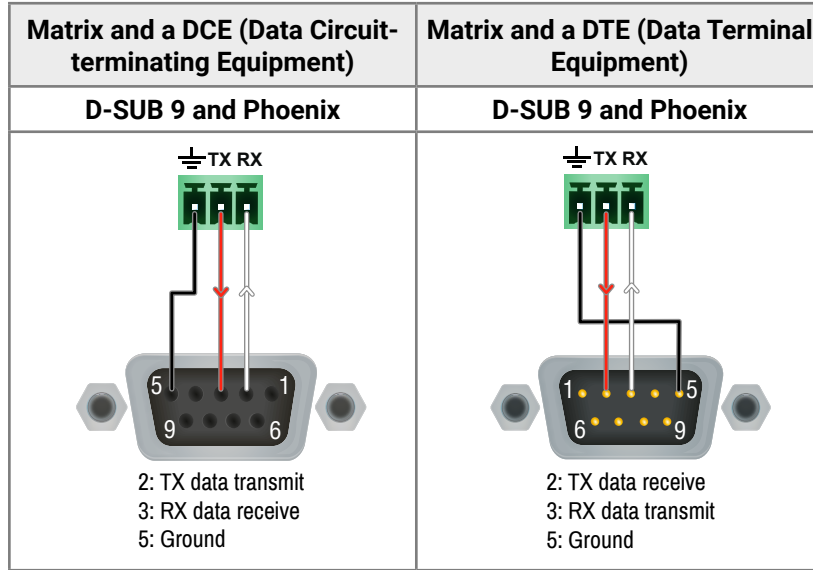 Matrix and a DCE (Data Circuit-
terminating Equipment)
D-SUB 9 and Phoenix
TX RX
5 1
9 6
2: TX data transmit
3: RX data receive
5: Ground
Matrix and a DTE (Data Terminal
Equipment)
D-SUB 9 and Phoenix
TX RX
1 5
6 9
2: TX data receive
3: RX data transmit
5: Ground